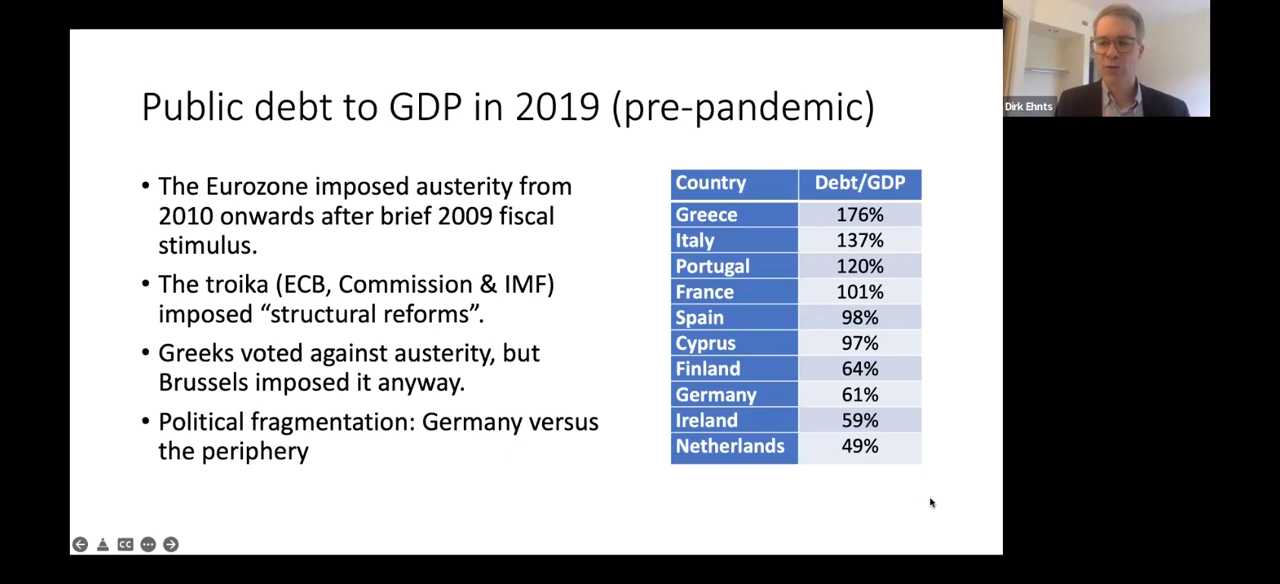 Public debt to GDP in 2019 (pre-pandemic)
• The Eurozone imposed austerity from
2010 onwards after brief 2009 fiscal
stimulus.
• The troika (ECB, Commission & IMF)
imposed “structural reforms”.
• Greeks voted against austerity, but
Brussels imposed it anyway.
• Political fragmentation: Germany versus
the periphery
Country Debt/GDP
Greece 176%
Italy 137%
Portugal 120%
France 101%
Spain 98%
Cyprus 97%
Finland 64%
Germany 61%
Ireland 59%
Netherlands 49%
CC
Dirk Ehnts